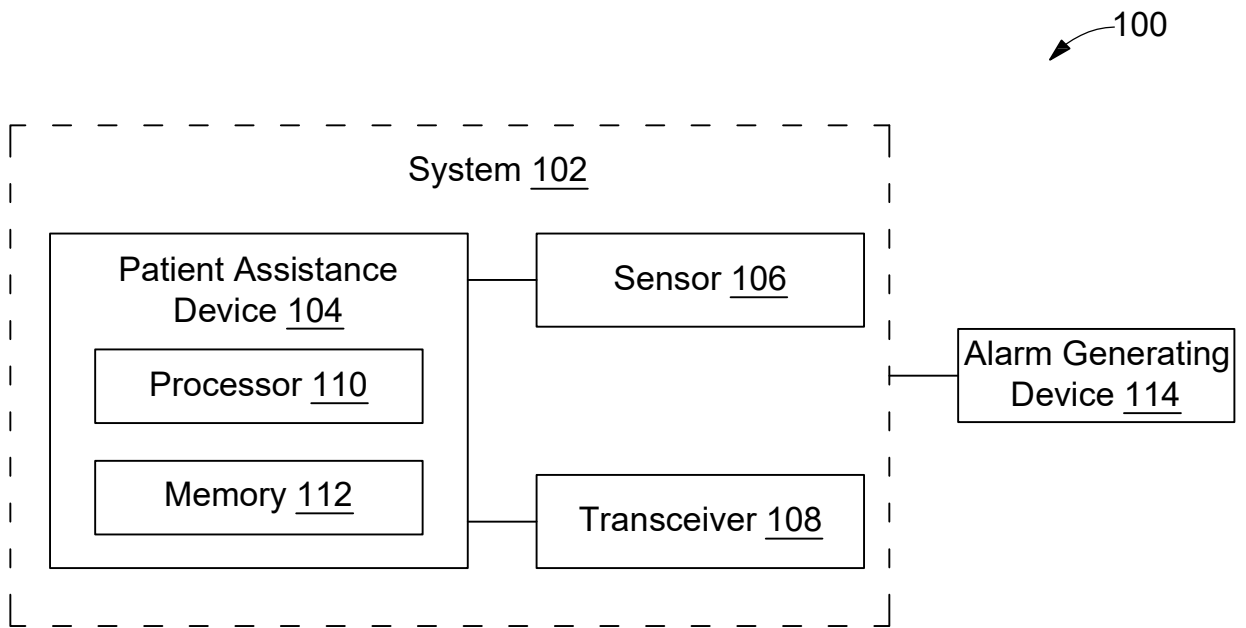 100
System 102
Patient Assistance
Device 104
Sensor 106
Processor 110
Alarm Generating
Device 114
Memory 112
Transceiver 108